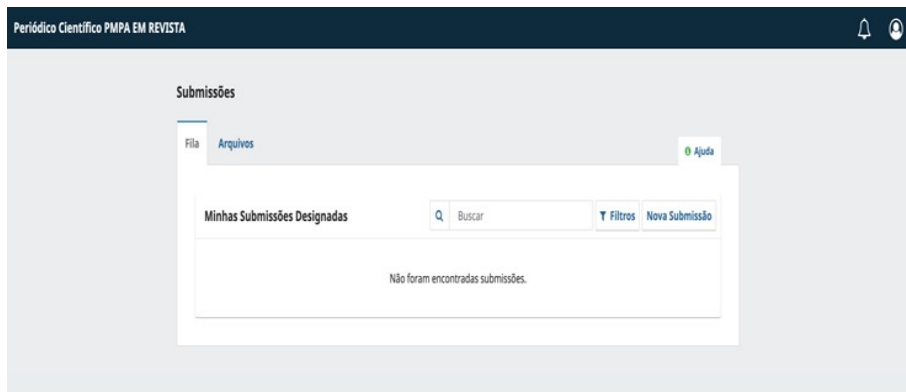 Periódico Científico PMPA EM REVISTA
Submissões
Fila Arquivos
Ajuda
Minhas Submissões Designadas Buscar Filtros Nova Submissão
Não foram encontradas submissões.